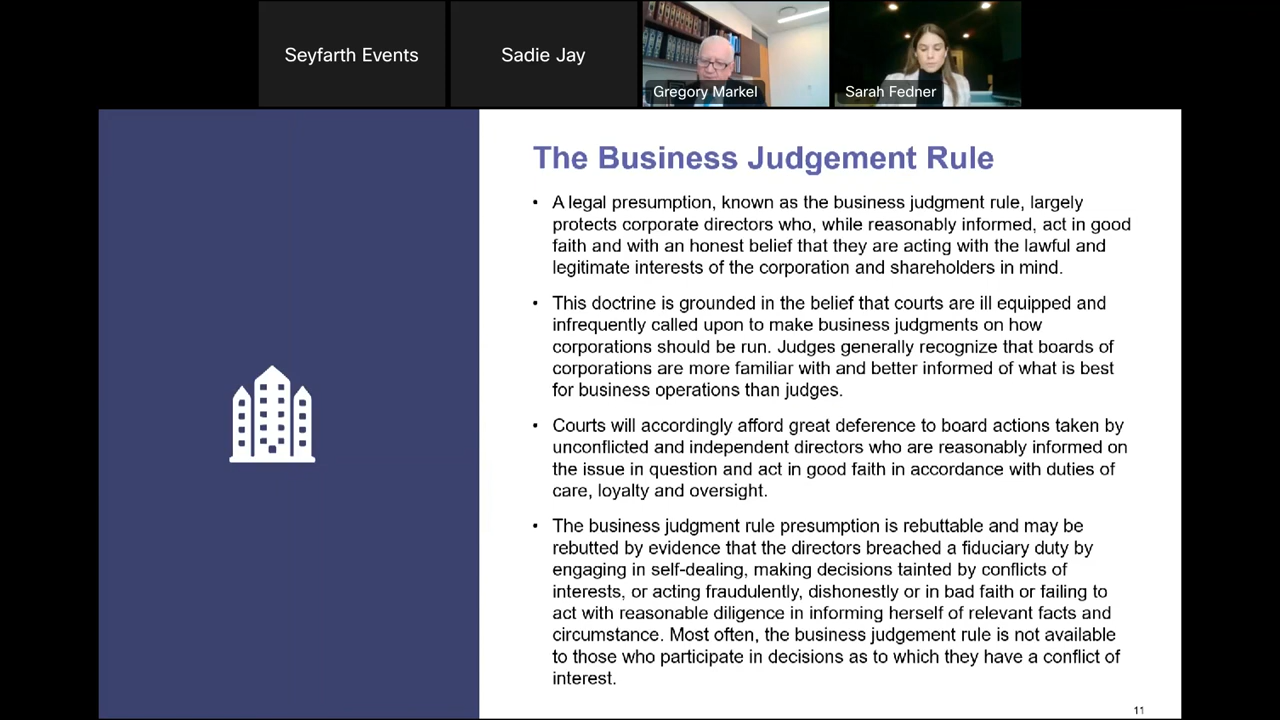 Seyfarth Events
Sadie Jay
Gregory Markel
Sarah Fedner
The Business Judgement Rule
• A legal presumption, known as the business judgment rule, largely
protects corporate directors who, while reasonably informed, act in good
faith and with an honest belief that they are acting with the lawful and
legitimate interests of the corporation and shareholders in mind.
• This doctrine is grounded in the belief that courts are ill equipped and
infrequently called upon to make business judgments on how
corporations should be run. Judges generally recognize that boards of
corporations are more familiar with and better informed of what is best
for business operations than judges.
• Courts will accordingly afford great deference to board actions taken by
unconflicted and independent directors who are reasonably informed on
the issue in question and act in good faith in accordance with duties of
care, loyalty and oversight.
• The business judgment rule presumption is rebuttable and may be
rebutted by evidence that the directors breached a fiduciary duty by
engaging in self-dealing, making decisions tainted by conflicts of
interests, or acting fraudulently, dishonestly or in bad faith or failing to
act with reasonable diligence in informing herself of relevant facts and
circumstance. Most often, the business judgement rule is not available
to those who participate in decisions as to which they have a conflict of
interest.
11